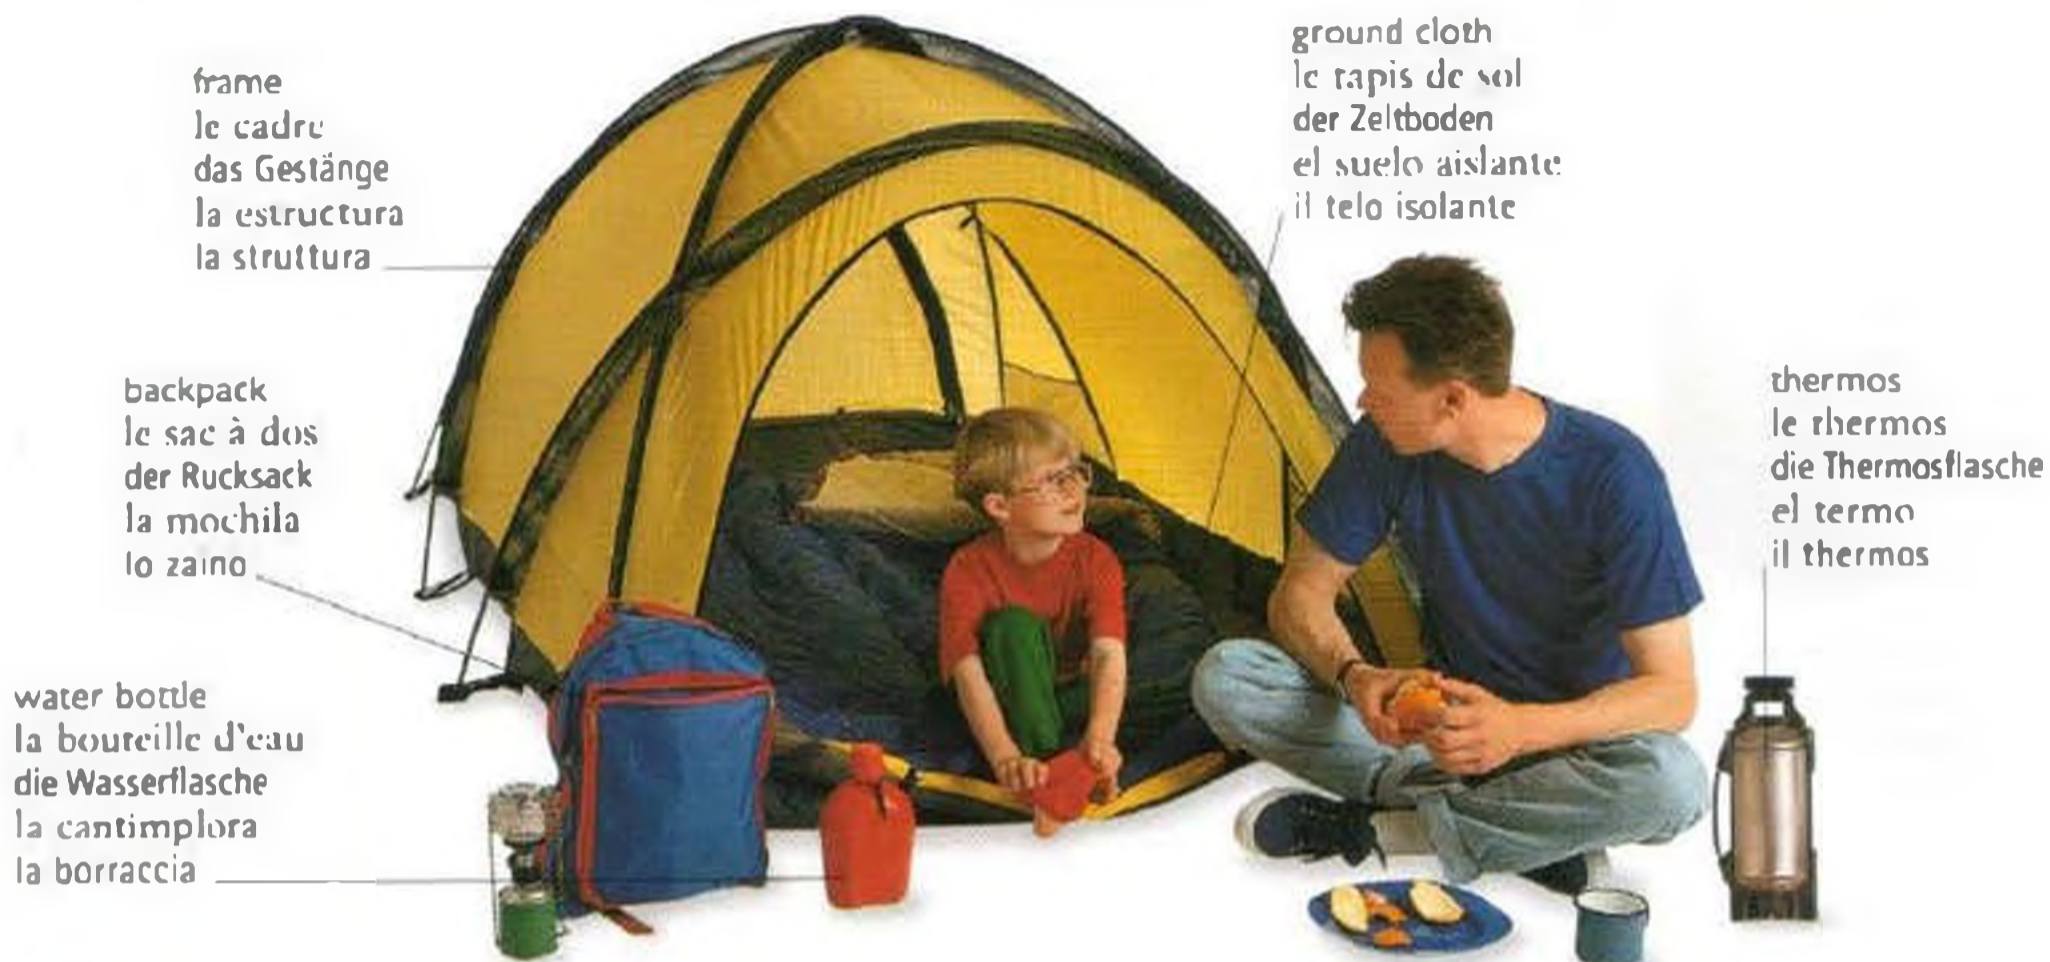 frame
le cadre
das Gestänge
la estructura
la struttura
ground cloth
le tapis de sol
der Zeltboden
el suelo aislante
il telo isolante
backpack
le sac à dos
der Rucksack
la mochila
lo zaino
thermos
le thermos
die Thermosflasche
el termo
il thermos
water bottle
la bouteille d'eau
die Wasserflasche
la cantimplora
la borraccia